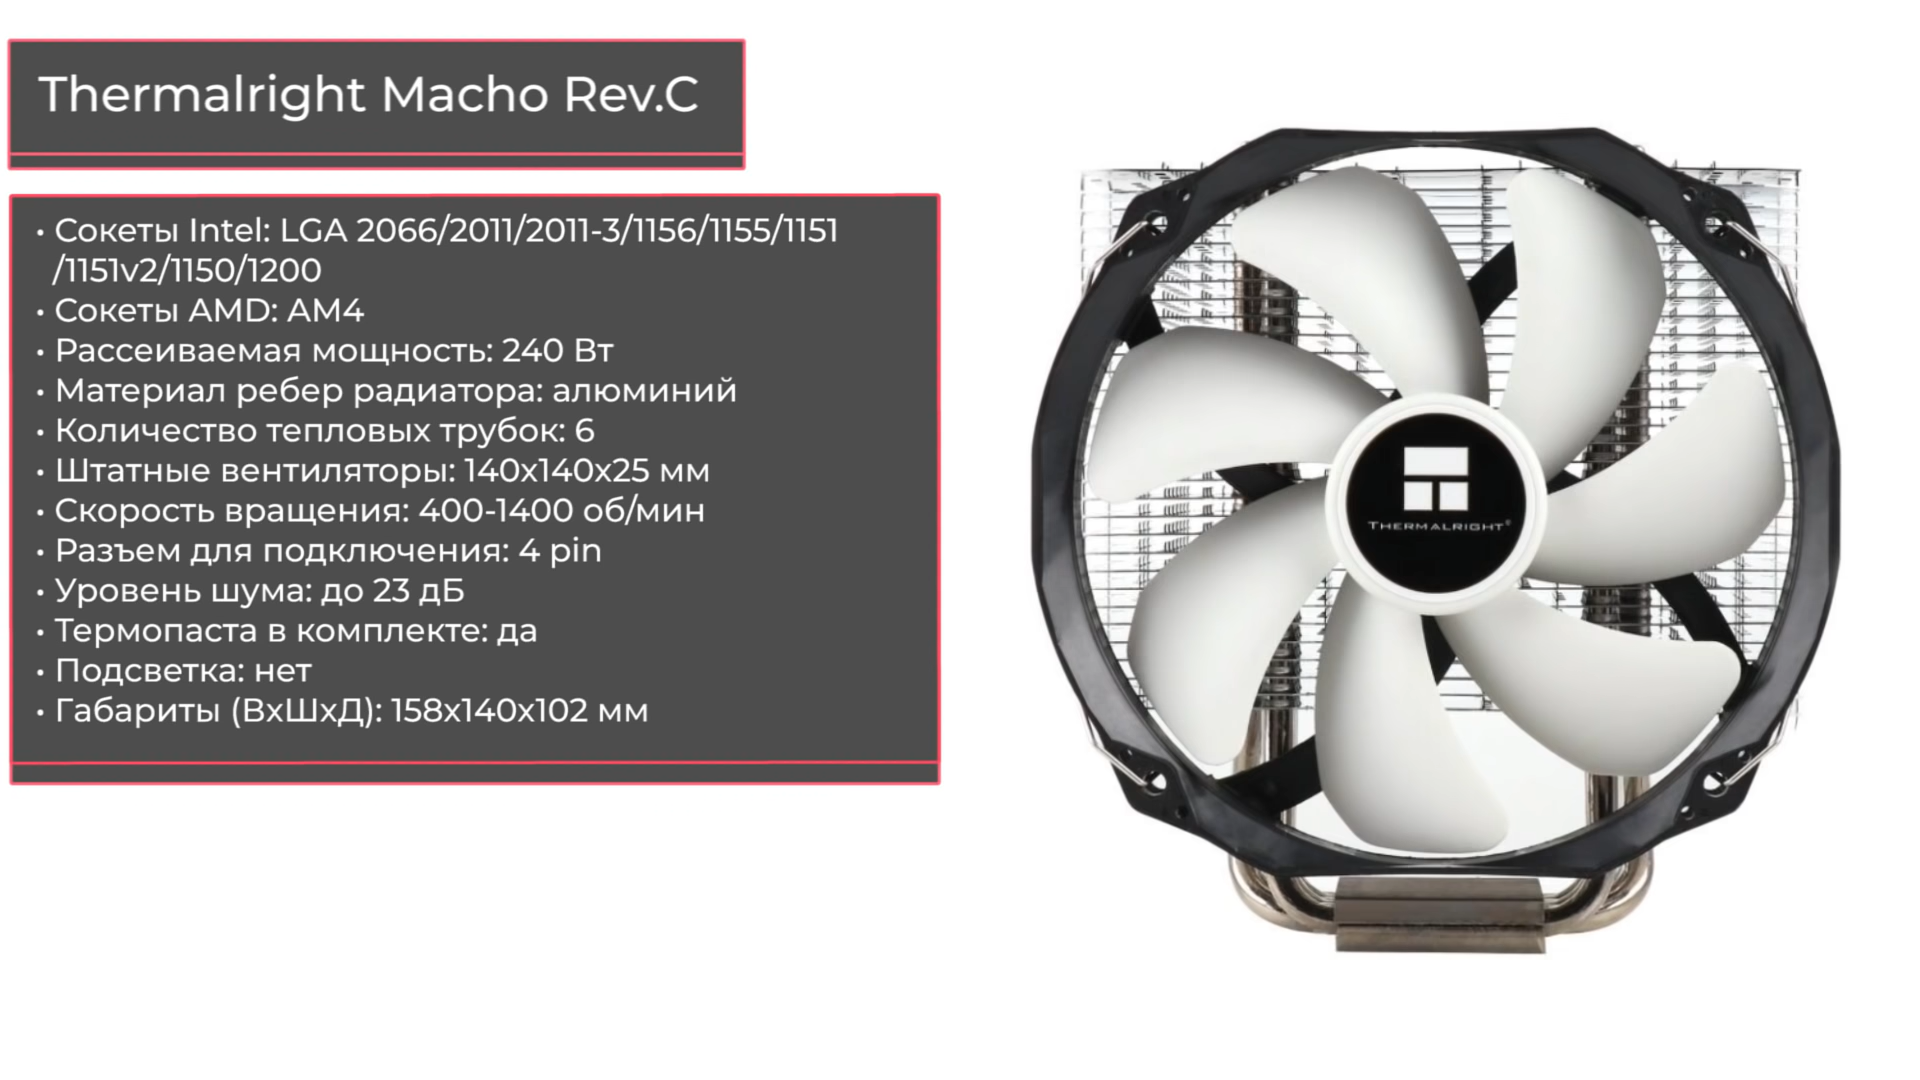 Thermalright Macho Rev.C
• Сокеты Intel: LGA 2066/2011/2011-3/1156/1155/1151
/1151v2/1150/1200
• Сокеты AMD: AM4
• Рассеиваемая мощность: 240 Вт
• Материал ребер радиатора: алюминий
• Количество тепловых трубок: 6
• Штатные вентиляторы: 140x140x25 мм
• Скорость вращения: 400-1400 об/мин
• Разъем для подключения: 4 pin
• Уровень шума: до 23 дБ
• Термопаста в комплекте: да
• Подсветка: нет
• Габариты (ВхШхД): 158x140x102 мм
THERMALRIGHT®